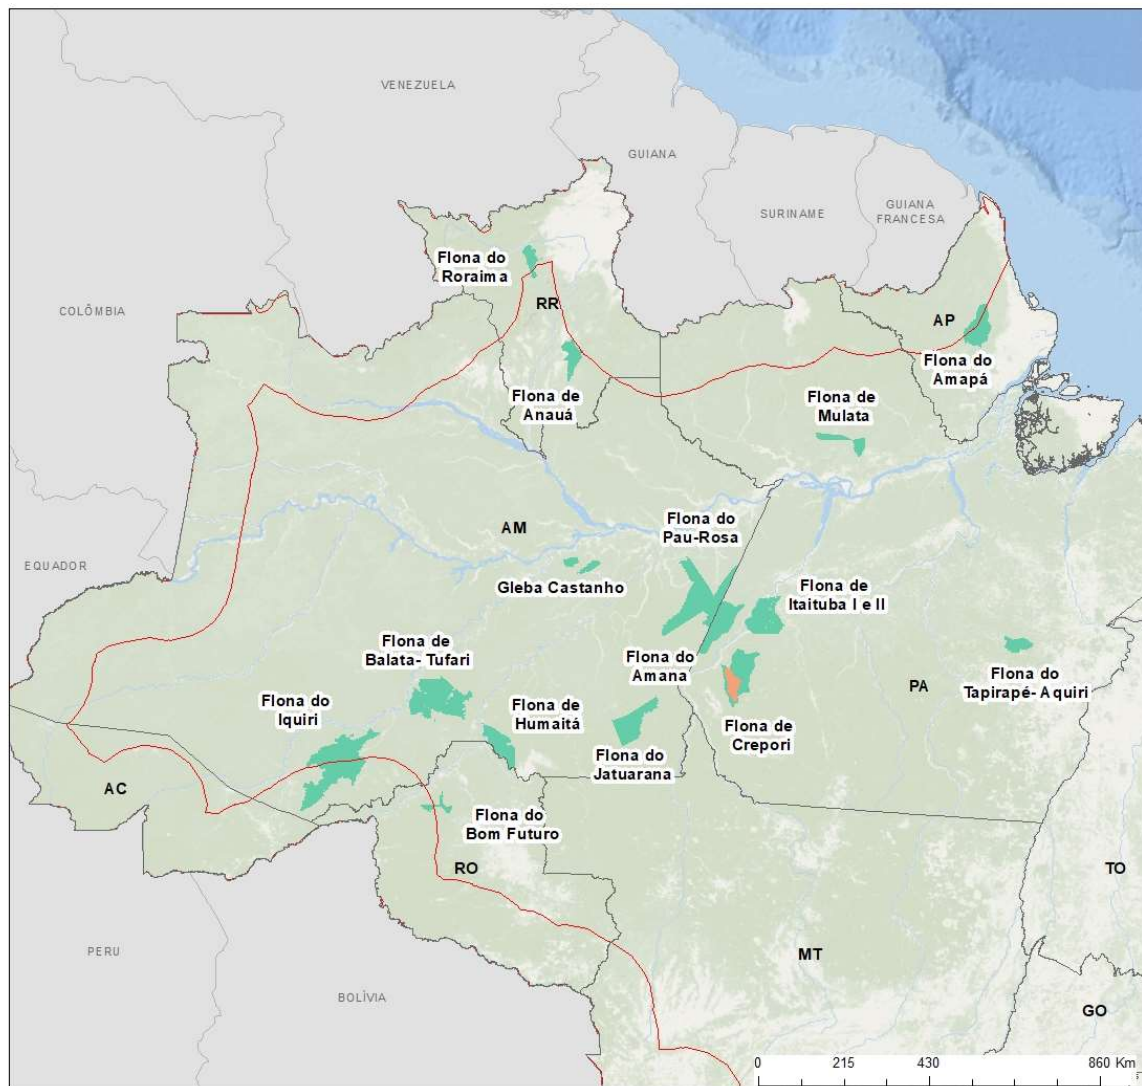 VENEZUELA
GUIANA
SURINAME
GUIANA
FRANCESA
COLÔMBIA
Flona do
Roraima
RR
AP
Flona do
Amapá
Flona de
Anauá
Flona de
Mulata
AM
Flona do
Pau-Rosa
EQUADOR
Gleba Castanho
Flona de
Itaituba I e II
Flona de
Balata- Tufari
Flona do
Amana
Flona do
Tapirapé- Aquiri
PA
Flona do
Iquiri
Flona de
Humaitá
Flona de
Crepori
Flona do
Jatuarana
AC
Flona do
Bom Futuro
RO
TO
PERU
MT
BOLÍVIA
GO
0 215 430 860 Km